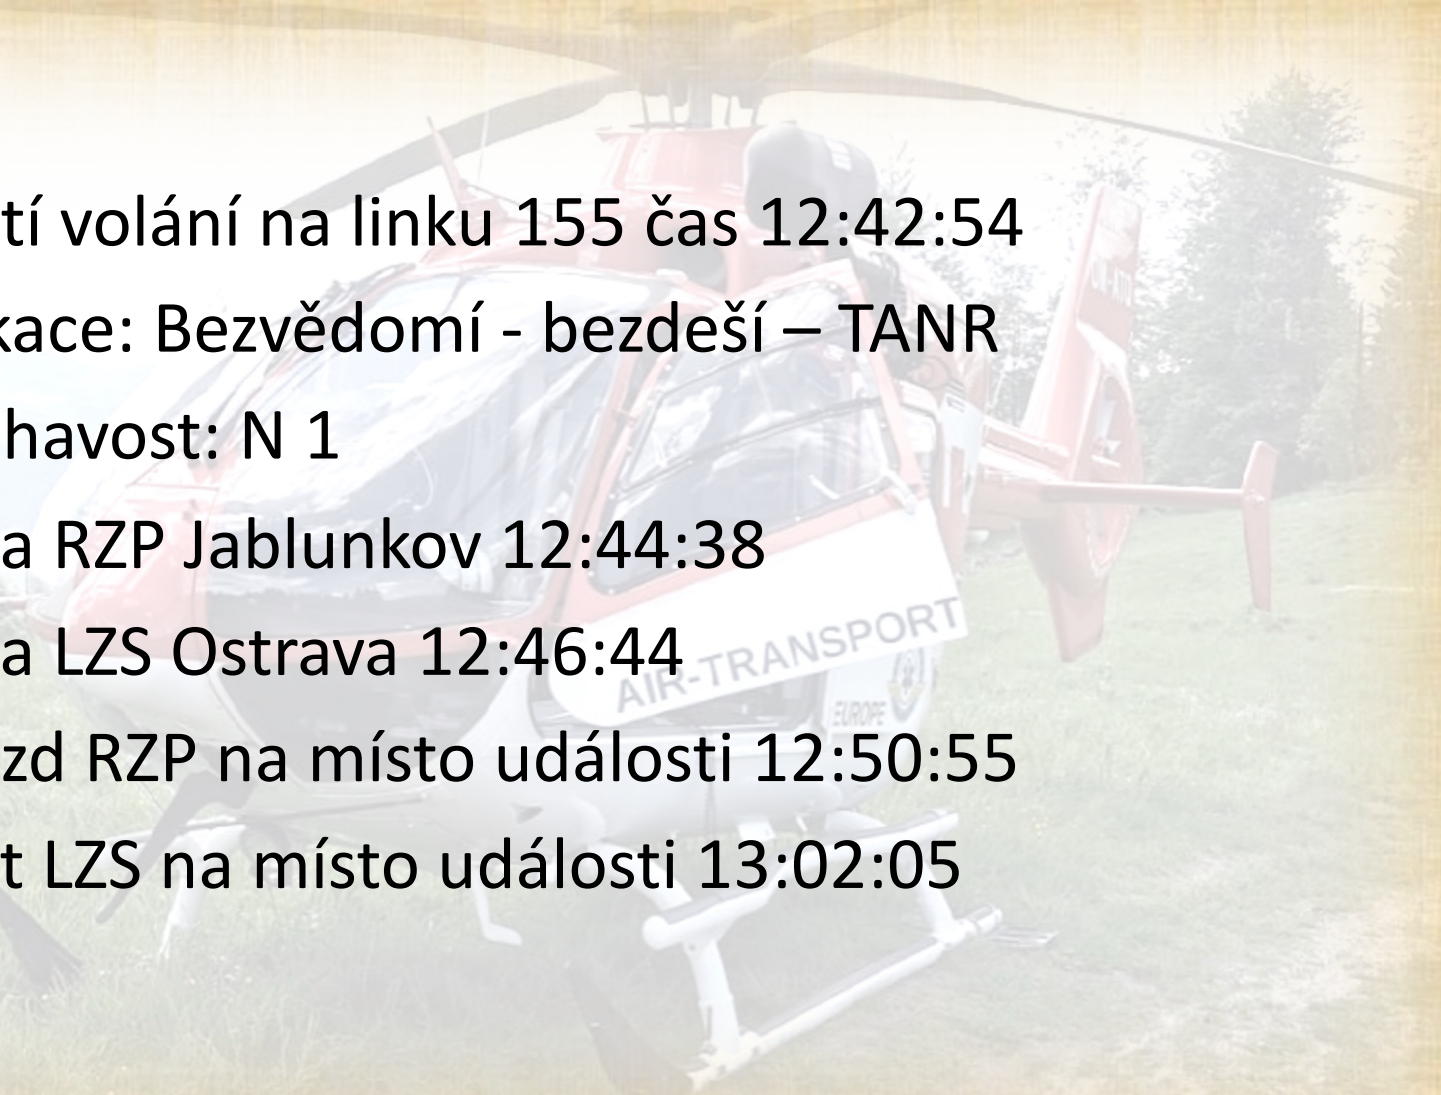 tí volání na linku 155 čas 12:42:54
kace: Bezvědomí - bezdeší – TANR
havost: N 1
a RZP Jablunkov 12:44:38
a LZS Ostrava 12:46:44
zd RZP na místo události 12:50:55
t LZS na místo události 13:02:05
AIR-TRANSPORT
EUROPE